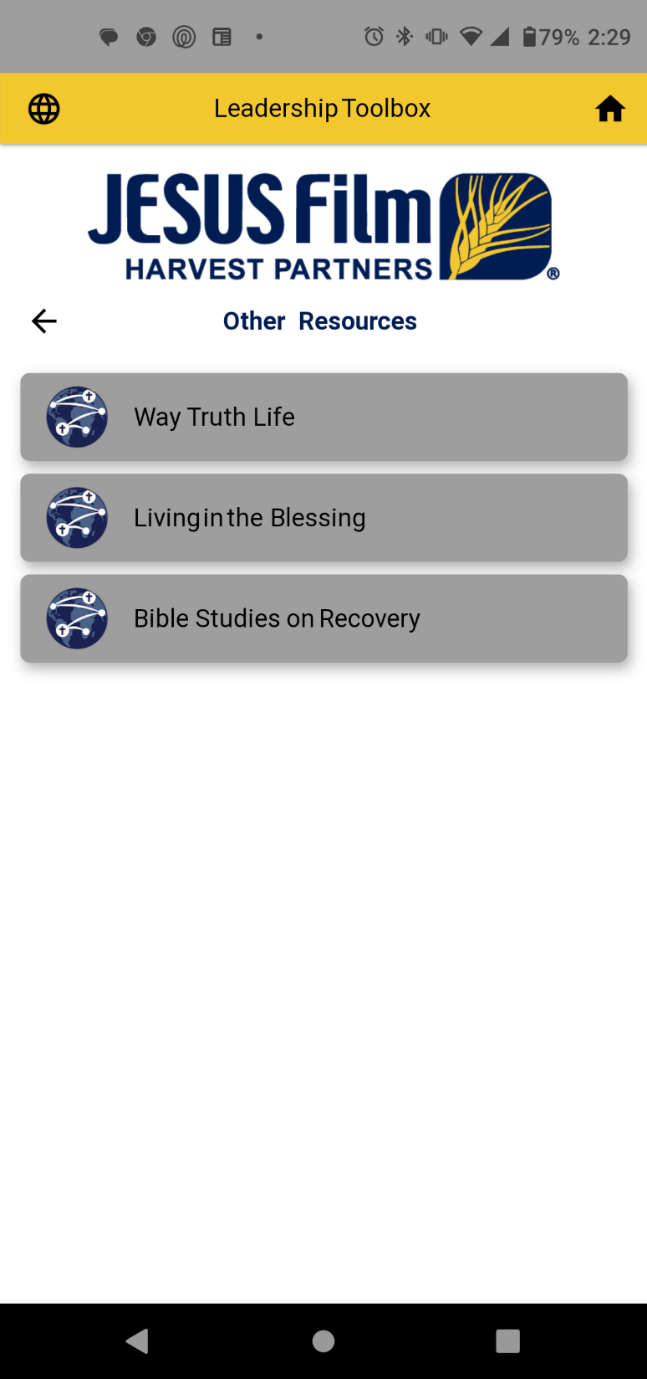 79% 2:29
Leadership Toolbox
JESUS Film
HARVEST PARTNERS®
Other Resources
Way Truth Life
Living in the Blessing
Bible Studies on Recovery